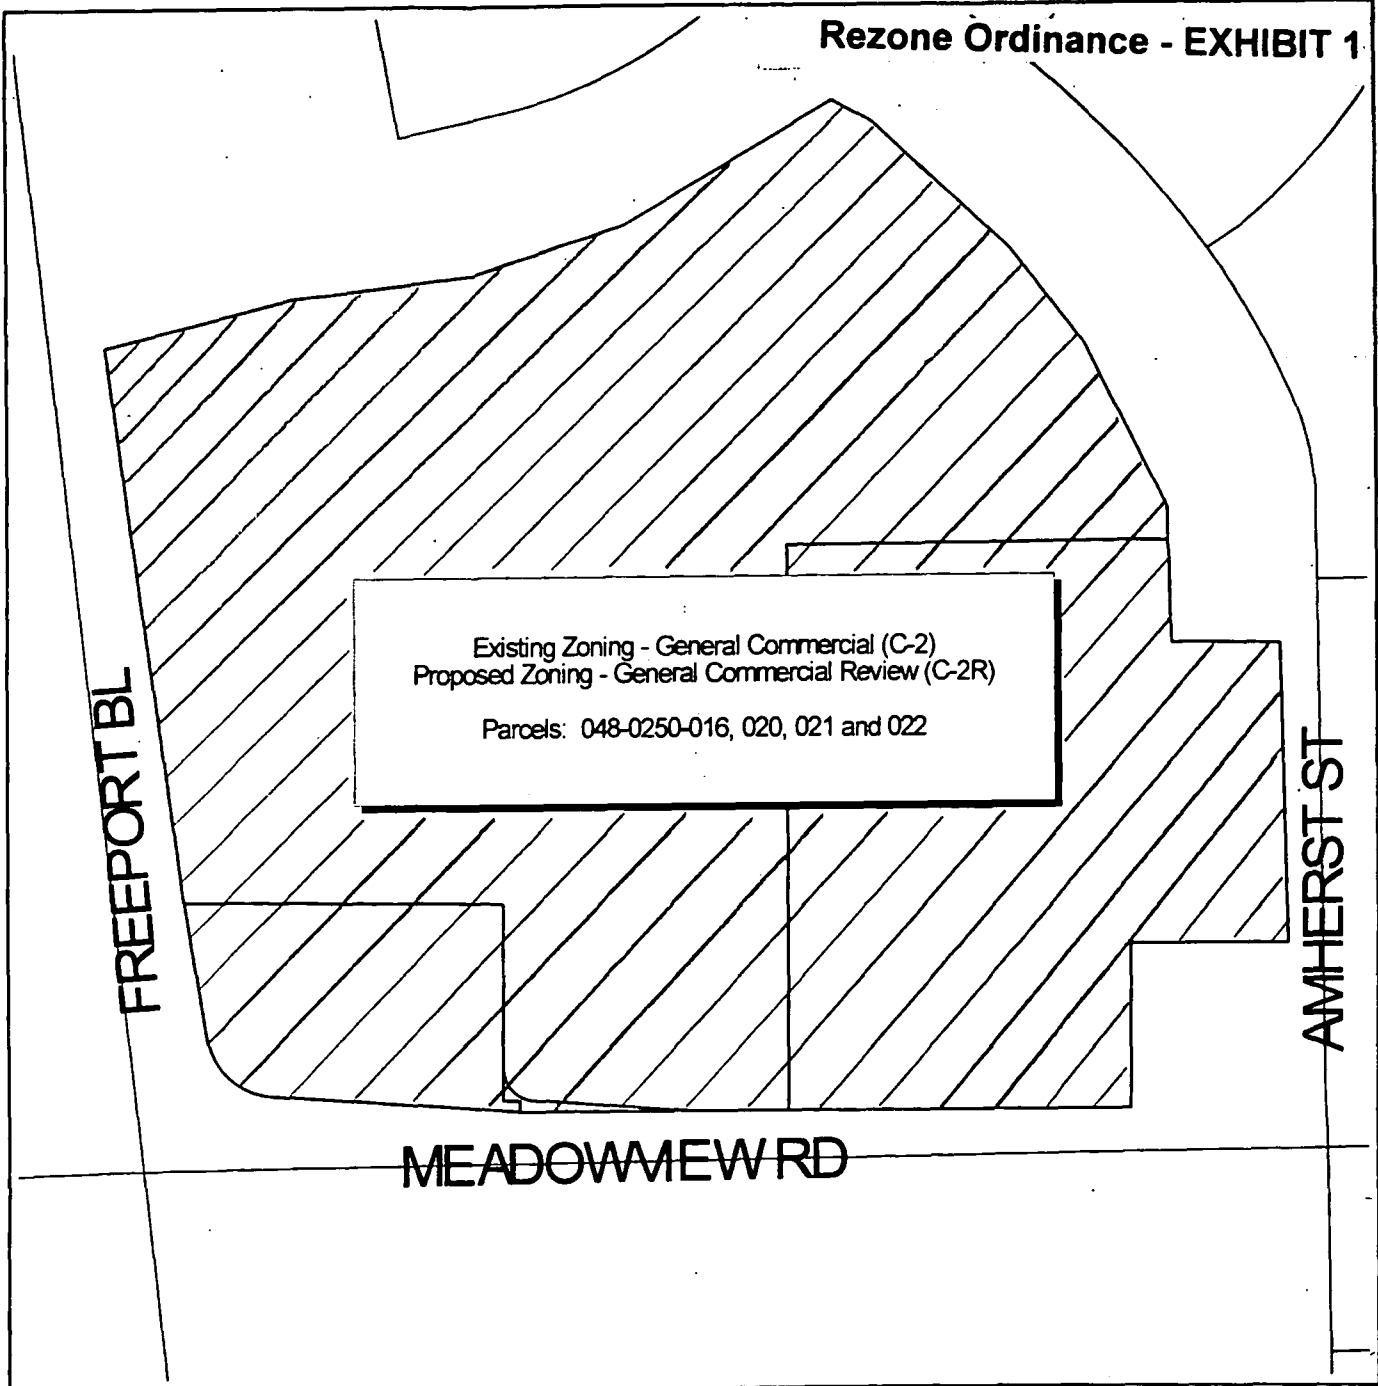 Rezone Ordinance - EXHIBIT 1
Existing Zoning - General Commercial (C-2)
Proposed Zoning - General Commercial Review (C-2R)
Parcels: 048-0250-016, 020, 021 and 022
FREEPORT BL
AMHERST ST
MEADOWVIEW RD